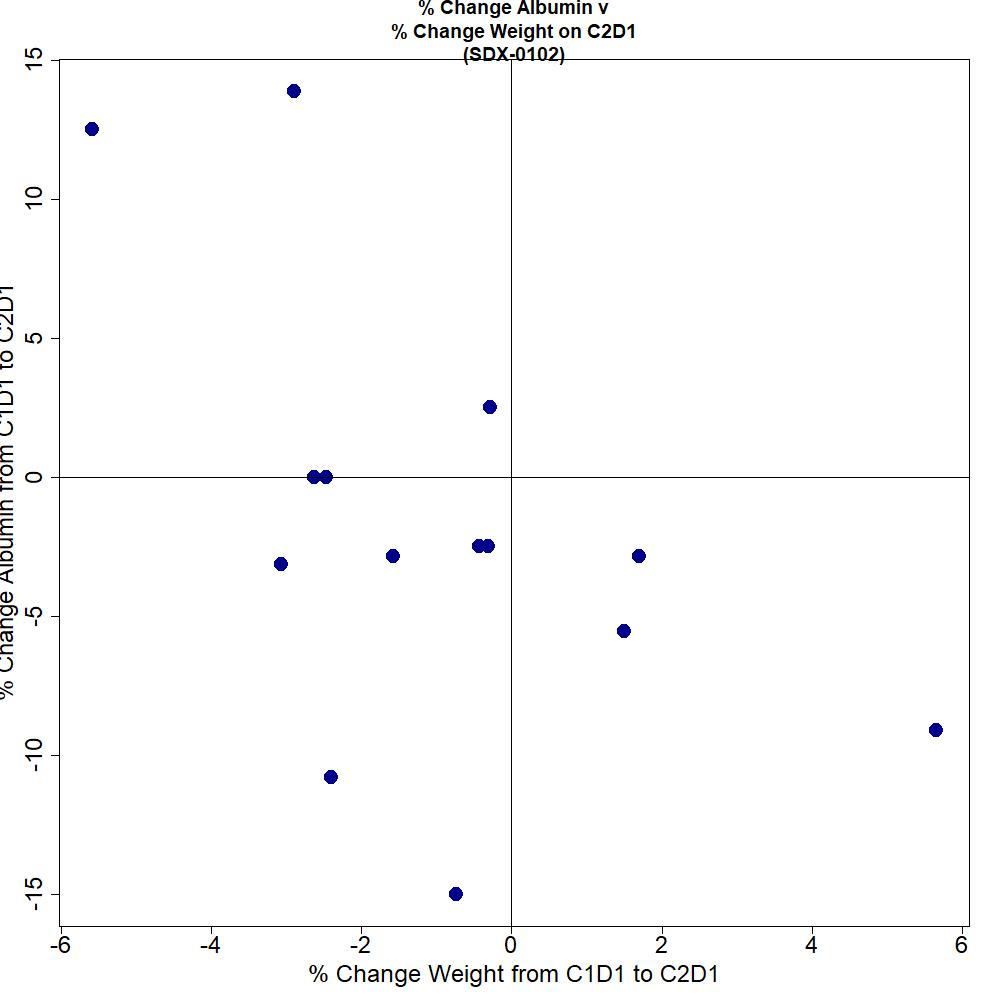 % Change Albumin v
% Change Weight on C2D1
(SDX-0102)
15
10
5
0
-5
-10
-15
% Change Albumin from C1D1 to C2D1
-6
-4
-2
0
2
4
6
% Change Weight from C1D1 to C2D1